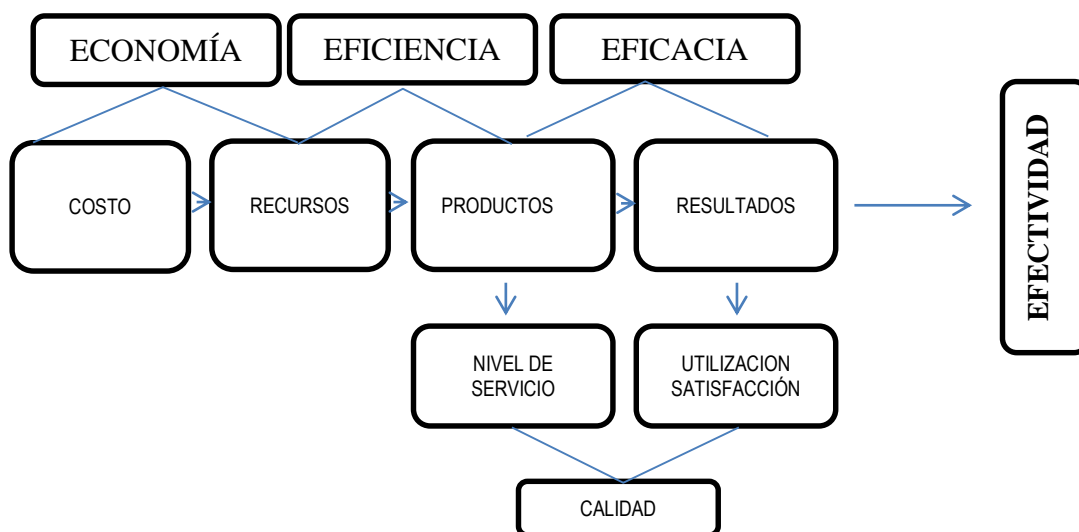 ECONOMÍA
EFICIENCIA
EFICACIA
COSTO
RECURSOS
PRODUCTOS
RESULTADOS
EFECTIVIDAD
NIVEL DE
SERVICIO
UTILIZACION
SATISFACCIÓN
CALIDAD